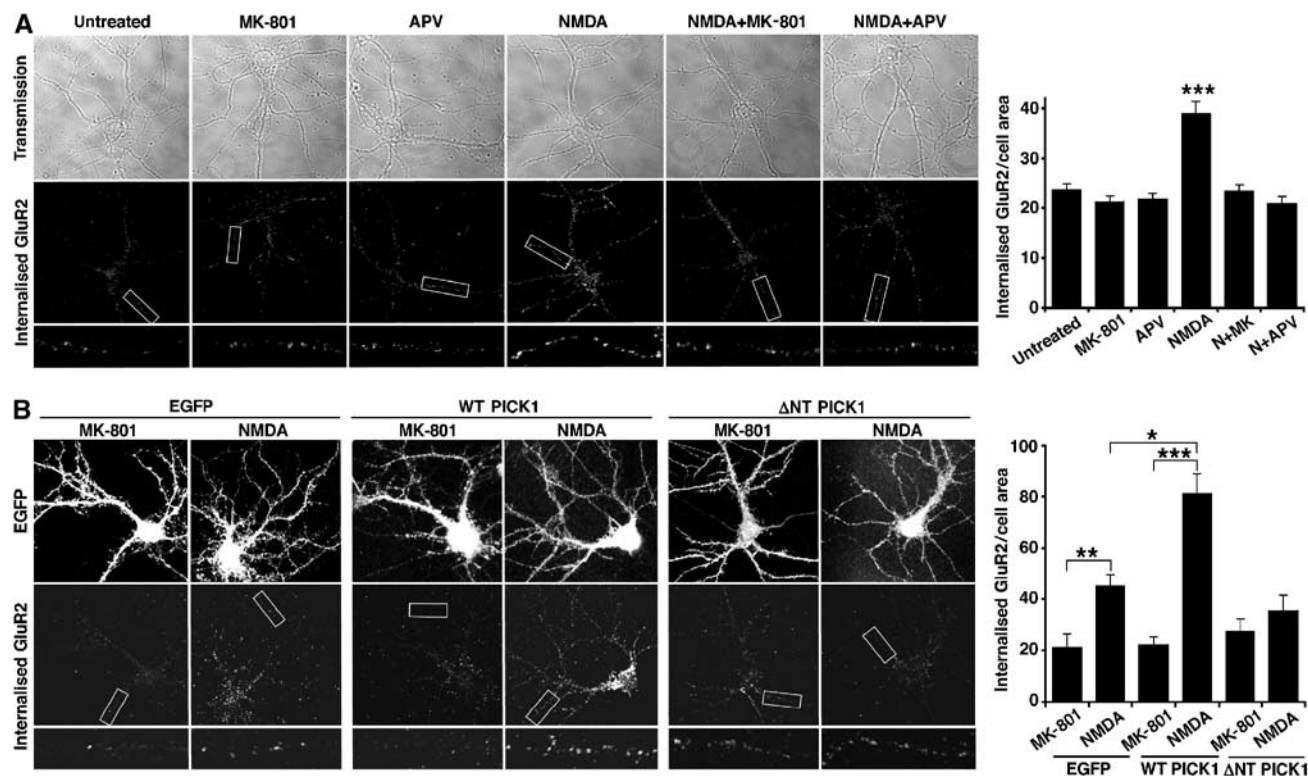 A
Untreated MK-801 APV NMDA NMDA+MK-801 NMDA+APV
Transmission
Internalised GluR2
Internalised GluR2/cell area
40
30
20
10
0
***
Untreated MK-801 APV NMDA N+MK N+APV
B
EGFP WT PICK1 ΔNT PICK1
MK-801 NMDA MK-801 NMDA MK-801 NMDA
EGFP
Internalised GluR2
Internalised GluR2/cell area
100
80
60
40
20
0
*
***
**
MK-801 NMDA MK-801 NMDA MK-801 NMDA
EGFP WT PICK1 ΔNT PICK1